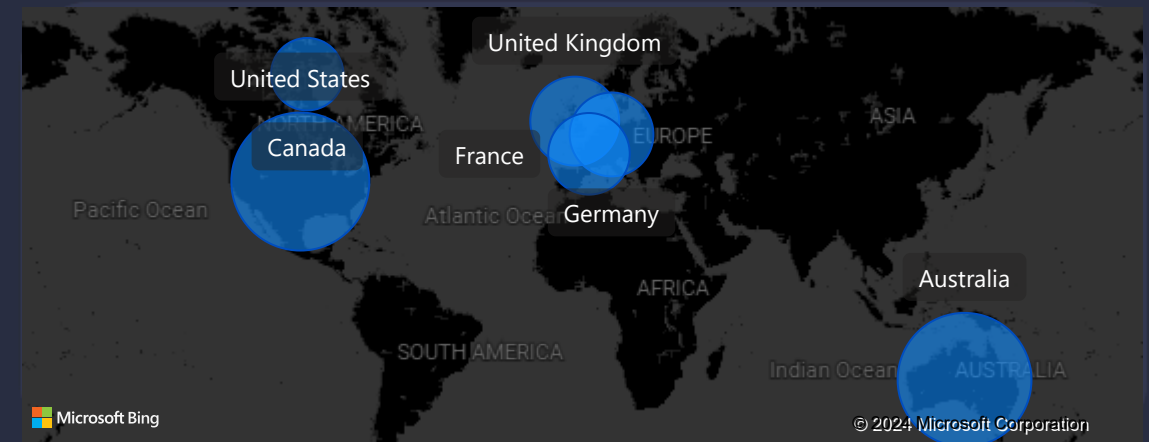 United Kingdom
United States
NORTH AMERICA
Canada
France
EUROPE
ASIA
Pacific Ocean
Atlantic Ocean
Germany
AFRICA
Australia
SOUTH AMERICA
Indian Ocean
AUSTRALIA
Microsoft Bing
© 2024 Microsoft Corporation